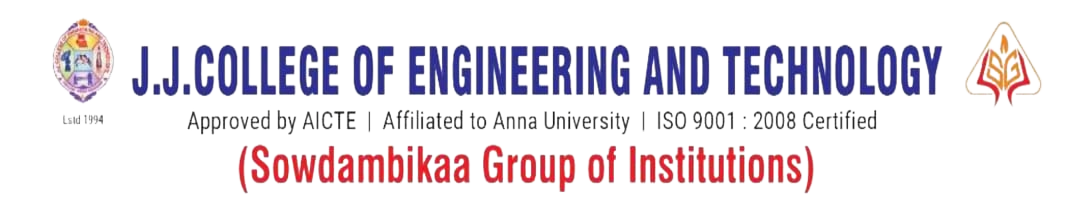 J.J.COLLEGE OF ENGINEERING AND TECHNOLOGY
Estd 1994
Approved by AICTE | Affiliated to Anna University | ISO 9001 : 2008 Certified
(Sowdambikaa Group of Institutions)